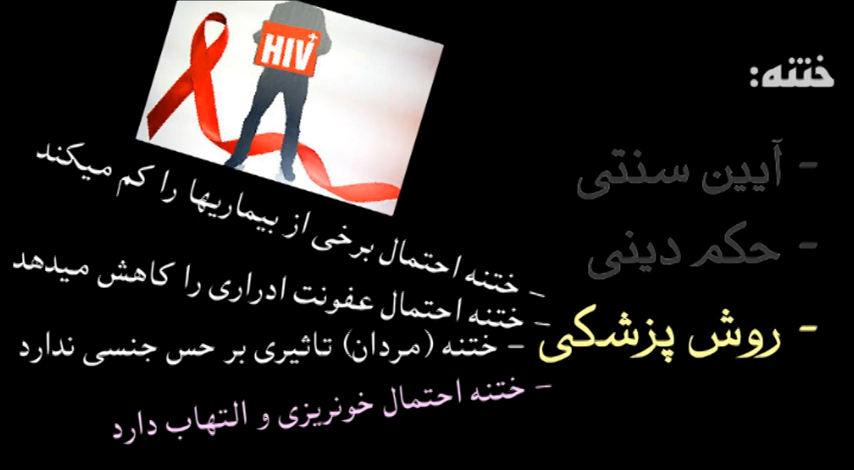 ختنه:
- آیین سنتی
- حکم دینی
- روش پزشکی
HIV+
- ختنه احتمال برخی از بیماریها را کم میکند
- ختنه احتمال عفونت ادراری را کاهش میدهد
- ختنه (مردان) تاثیری بر حس جنسی ندارد
- ختنه احتمال خونریزی و التهاب دارد